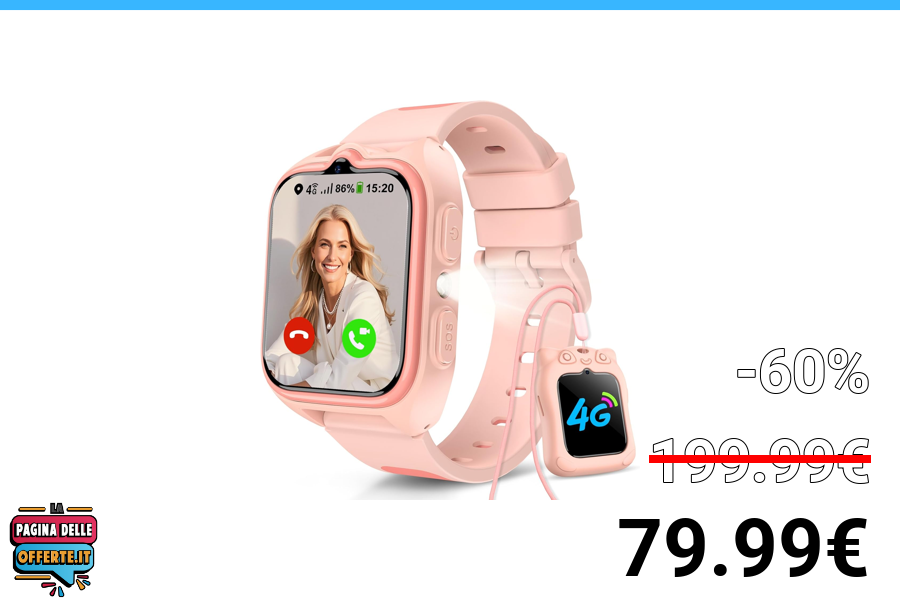 4G 86% 15:20
SOS
4G
-60%
199.99€
79.99€
LA
PAGINA DELLE
OFFERTE.IT